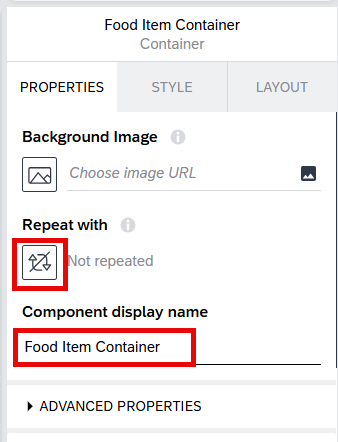 Food Item Container
Container
PROPERTIES STYLE LAYOUT
Background Image
Choose image URL
Repeat with
Not repeated
Component display name
Food Item Container
ADVANCED PROPERTIES